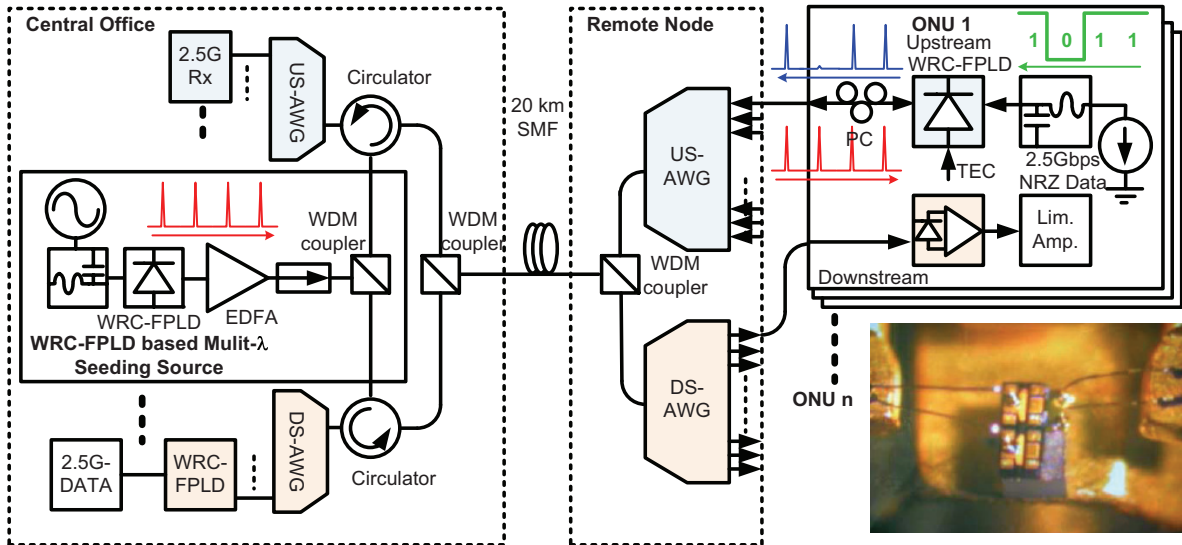 Central Office
2.5G
Rx
US-AWG
Circulator
WDM
coupler
WDM
coupler
WRC-FPLD
EDFA
WRC-FPLD based Mulit-λ
Seeding Source
2.5G-
DATA
WRC-
FPLD
DS-AWG
Circulator
20 km
SMF
Remote Node
US-
AWG
WDM
coupler
DS-
AWG
ONU 1
Upstream
WRC-FPLD
1 0 1 1
PC
TEC
2.5Gbps
NRZ Data
Lim.
Amp.
Downstream
ONU n